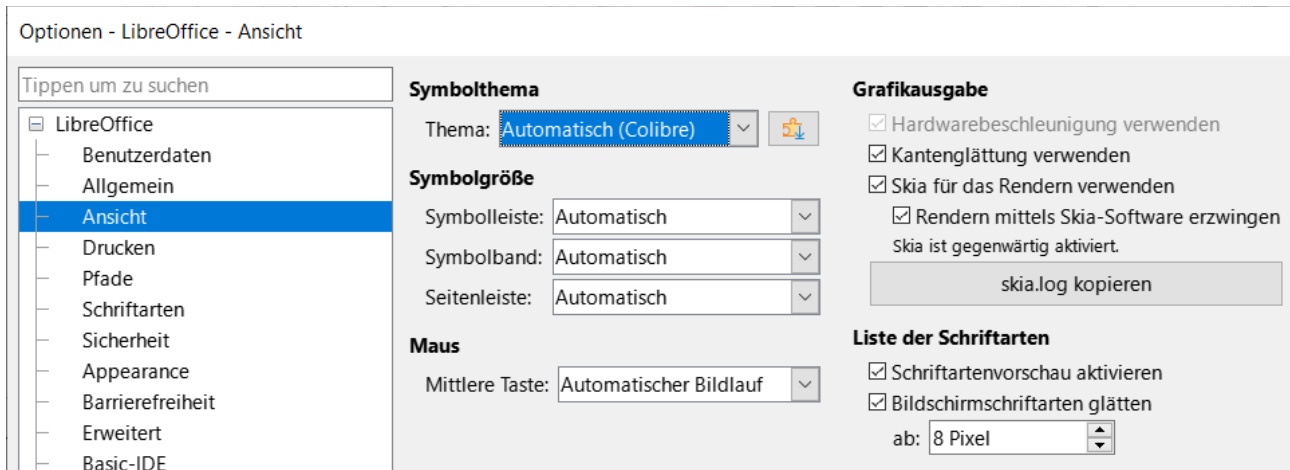 Optionen - LibreOffice - Ansicht
Tippen um zu suchen
LibreOffice
Benutzerdaten
Allgemein
Ansicht
Drucken
Pfade
Schriftarten
Sicherheit
Appearance
Barrierefreiheit
Erweitert
Basic-IDE
Symbolthema
Thema: Automatisch (Colibre)
Symbolgröße
Symbolleiste: Automatisch
Symbolband: Automatisch
Seitenleiste: Automatisch
Maus
Mittlere Taste: Automatischer Bildlauf
Grafikausgabe
Hardwarebeschleunigung verwenden
Kantenglättung verwenden
Skia für das Rendern verwenden
Rendern mittels Skia-Software erzwingen
Skia ist gegenwärtig aktiviert.
skia.log kopieren
Liste der Schriftarten
Schriftartenvorschau aktivieren
Bildschirmschriftarten glätten
ab: 8 Pixel